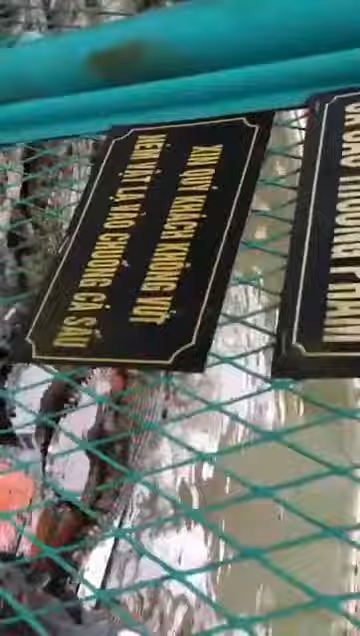 XIN QUÝ KHÁCH KHÔNG VỨT
NÉM VẬT LẠ VÀO CHUỒNG CÁ SẤU